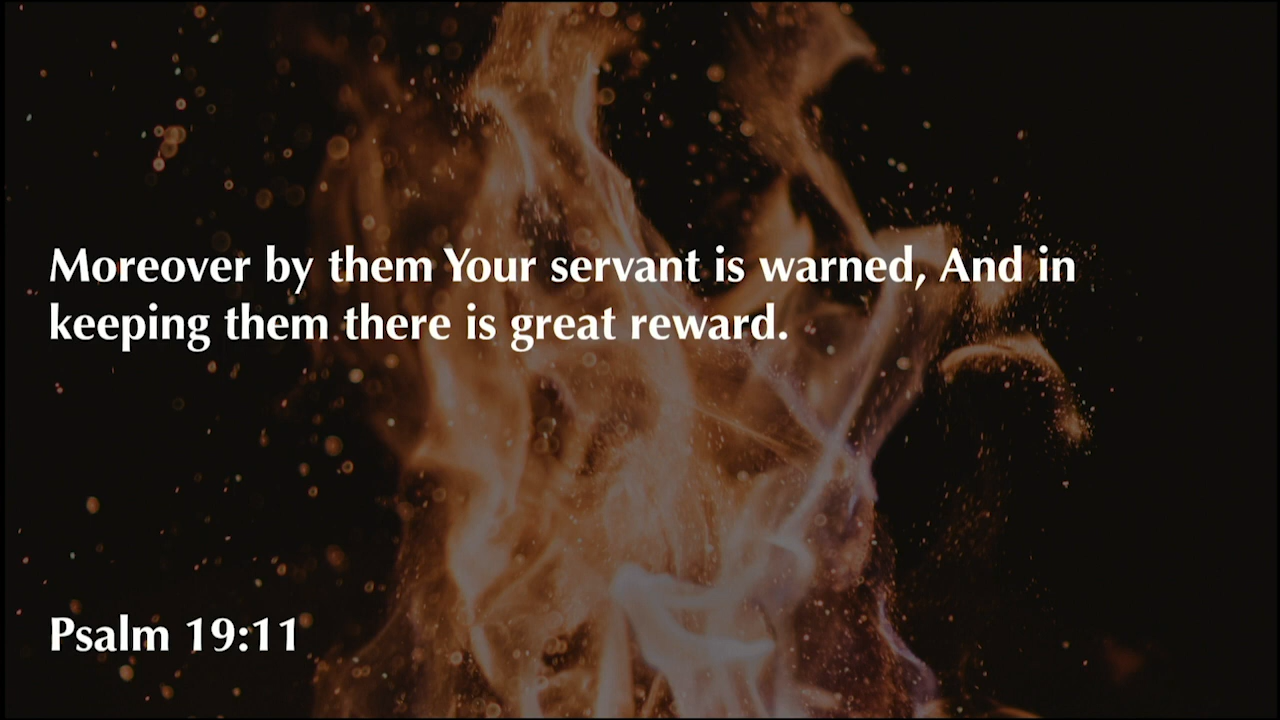 Moreover by them Your servant is warned, And in
keeping them there is great reward.
Psalm 19:11